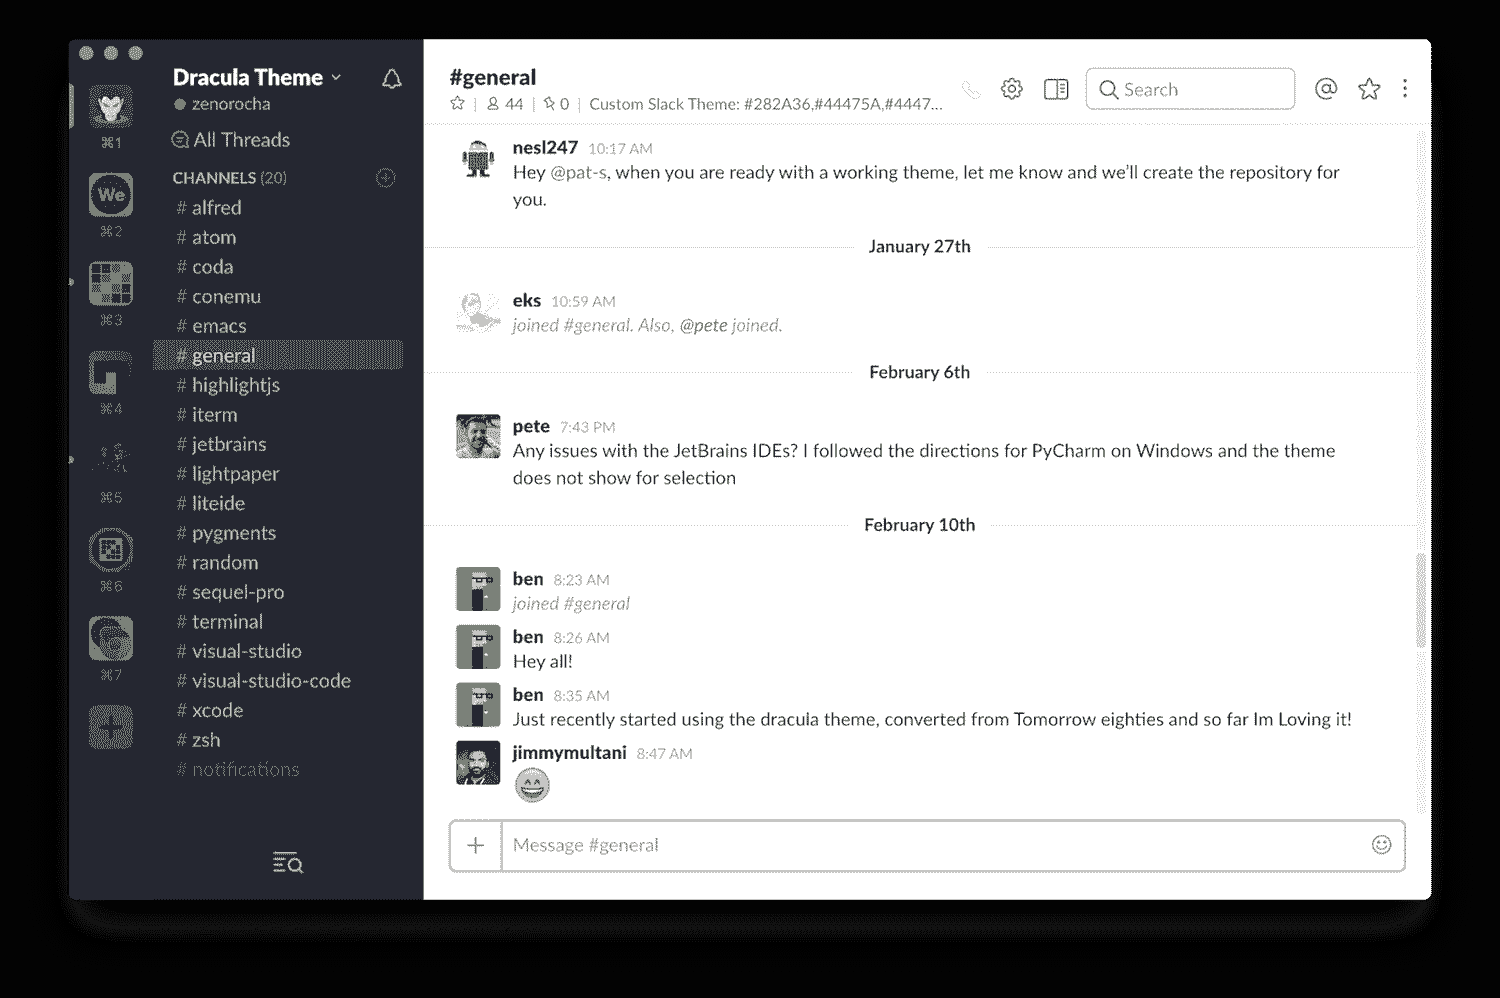 ⌘1
We
⌘2
⌘3
⌘4
⌘5
⌘6
⌘7
Dracula Theme
zenorocha
All Threads
CHANNELS (20)
# alfred
# atom
# coda
# conemu
# emacs
# general
# highlightjs
# iterm
# jetbrains
# lightpaper
# liteide
# pygments
# random
# sequel-pro
# terminal
# visual-studio
# visual-studio-code
# xcode
# zsh
# notifications
#general
44 | 0 | Custom Slack Theme: #282A36,#44475A,#4447...
Search
nesl247 10:17 AM
Hey @pat-s, when you are ready with a working theme, let me know and we’ll create the repository for
you.
January 27th
eks 10:59 AM
joined #general. Also, @pete joined.
February 6th
pete 7:43 PM
Any issues with the JetBrains IDEs? I followed the directions for PyCharm on Windows and the theme
does not show for selection
February 10th
ben 8:23 AM
joined #general
ben 8:26 AM
Hey all!
ben 8:35 AM
Just recently started using the dracula theme, converted from Tomorrow eighties and so far Im Loving it!
jimmymultani 8:47 AM
Message #general